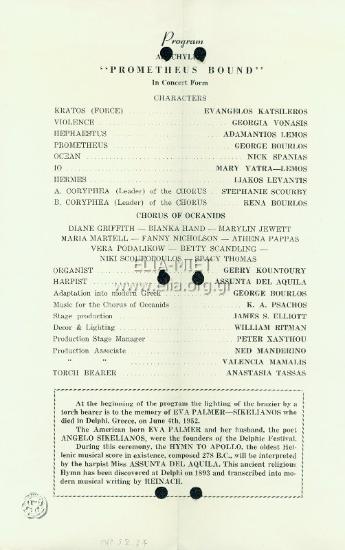 Program
"PROMETHEUS BOUND"
In Concert Form
CHARACTERS
KRATOS (FORCE) EVANGELOS KATSILEROS
VIOLENCE GEORGIA VONASIS
HEPHAESTUS ADAMANTIOS LEMOS
PROMETHEUS GEORGE BOURLOS
OCEAN NICK SPANIAS
IO MARY YATRA—LEMOS
HERMES LIAKOS LEVANTIS
A. CORYPHEA (Leader) of the CHORUS STEPHANIE SCOURBY
B. CORYPHEA (Leader) of the CHORUS RENA BOURLOS
CHORUS OF OCEANIDS
DIANE GRIFFITH — BIANKA HAND — MARYLIN JEWETT
MARIA MARTELL — FANNY NICHOLSON — ATHENA PAPPAS
VERA PODALIKOW — BETTY SCANDLING —
NIKI SCOUFOPOULOS — STACY THOMAS
ORGANIST GERRY KOUNTOURY
HARPIST ASSUNTA DEL AQUILA
Adaptation into modern Greek GEORGE BOURLOS
Music for the Chorus of Oceanids K. A. PSACHOS
Stage production JAMES S. ELLIOTT
Decor & Lighting WILLIAM RITMAN
Production Stage Manager PETER XANTHOU
Production Associate NED MANDERINO
" " VALENCIA MAMALIS
TORCH BEARER ANASTASIA TASSAS
At the beginning of the program the lighting of the brazier by a
torch bearer is to the memory of EVA PALMER—SIKELIANOS who
died in Delphi, Greece, on June 4th, 1952.
The American born EVA PALMER and her husband, the poet
ANGELO SIKELIANOS, were the founders of the Delphic Festival.
During this ceremony, the HYMN TO APOLLO, the oldest Hel-
lenic musical score in existence, composed 278 B.C., will be interpreted
by the harpist Miss ASSUNTA DEL AQUILA. This ancient religious
Hymn has been discovered at Delphi on 1893 and transcribed into mo-
dern musical writing by REINACH.